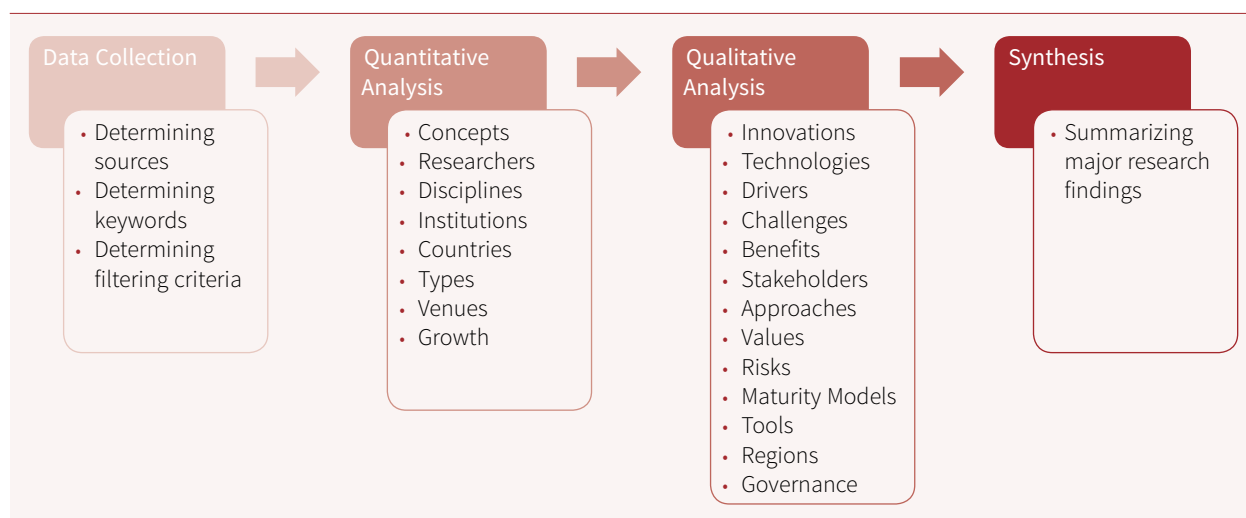 Data Collection
• Determining
sources
• Determining
keywords
• Determining
filtering criteria
Quantitative
Analysis
• Concepts
• Researchers
• Disciplines
• Institutions
• Countries
• Types
• Venues
• Growth
Qualitative
Analysis
• Innovations
• Technologies
• Drivers
• Challenges
• Benefits
• Stakeholders
• Approaches
• Values
• Risks
• Maturity Models
• Tools
• Regions
• Governance
Synthesis
• Summarizing
major research
findings